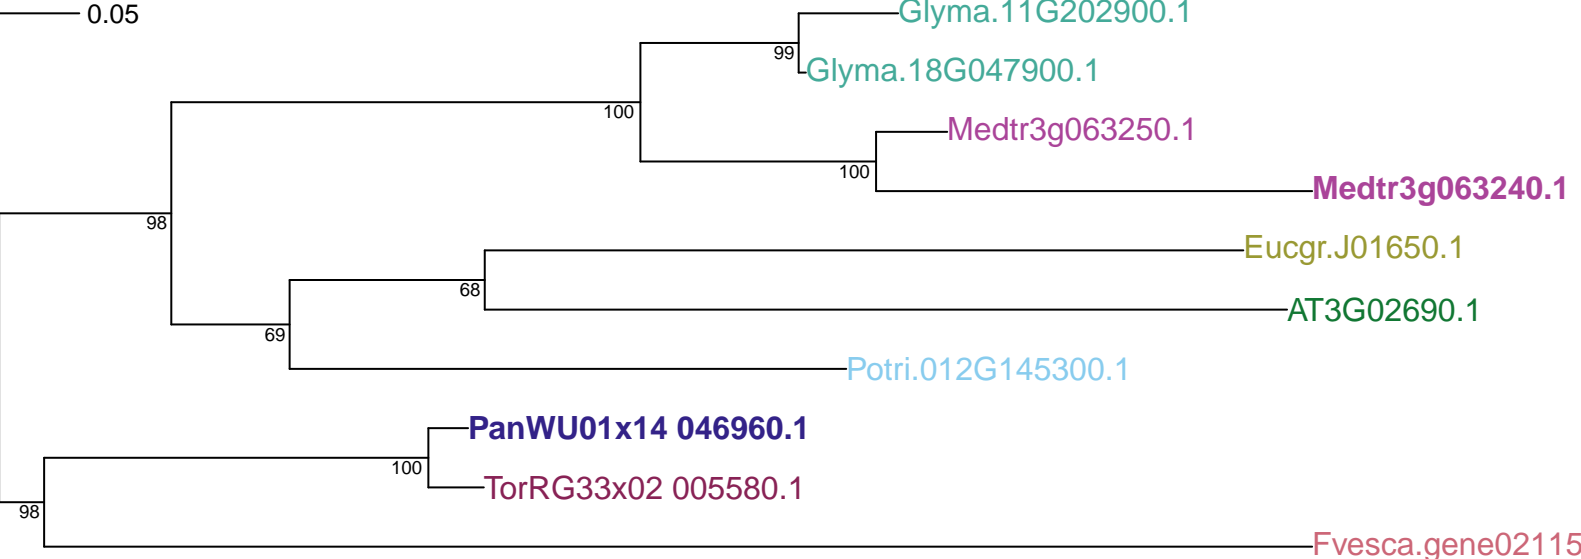 0.05
Glyma.11G202900.1
99
Glyma.18G047900.1
100
Medtr3g063250.1
100
Medtr3g063240.1
98
Eucgr.J01650.1
68
AT3G02690.1
69
Potri.012G145300.1
PanWU01x14 046960.1
100
TorRG33x02 005580.1
98
Fvesca.gene02115